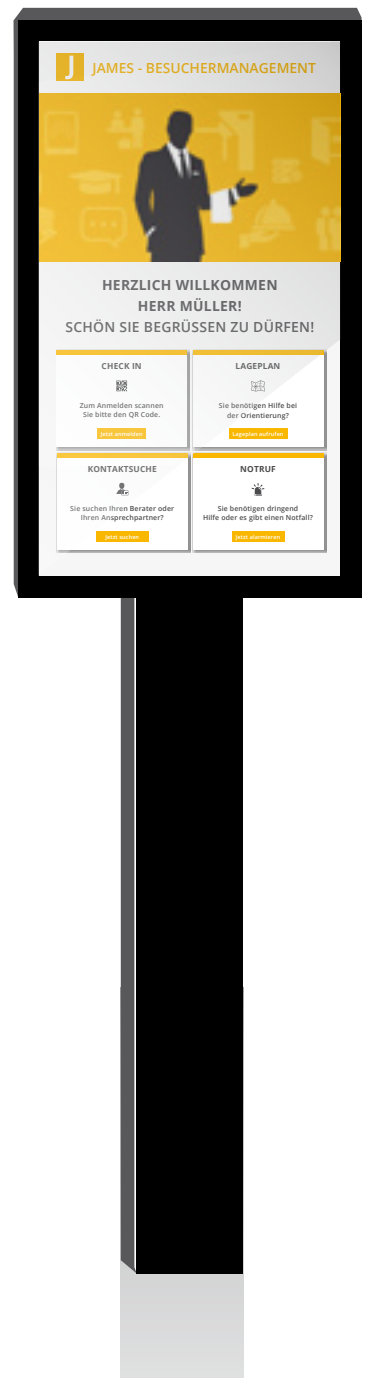 J JAMES - BESUCHERMANAGEMENT
HERZLICH WILLKOMMEN
HERR MÜLLER!
SCHÖN SIE BEGRÜSSEN ZU DÜRFEN!
CHECK IN
Zum Anmelden scannen
Sie bitte den QR Code.
Jetzt anmelden
LAGEPLAN
Sie benötigen Hilfe bei
der Orientierung?
Lageplan aufrufen
KONTAKTSUCHE
Sie suchen Ihren Berater oder
Ihren Ansprechpartner?
Jetzt suchen
NOTRUF
Sie benötigen dringend
Hilfe oder es gibt einen Notfall?
Jetzt alarmieren